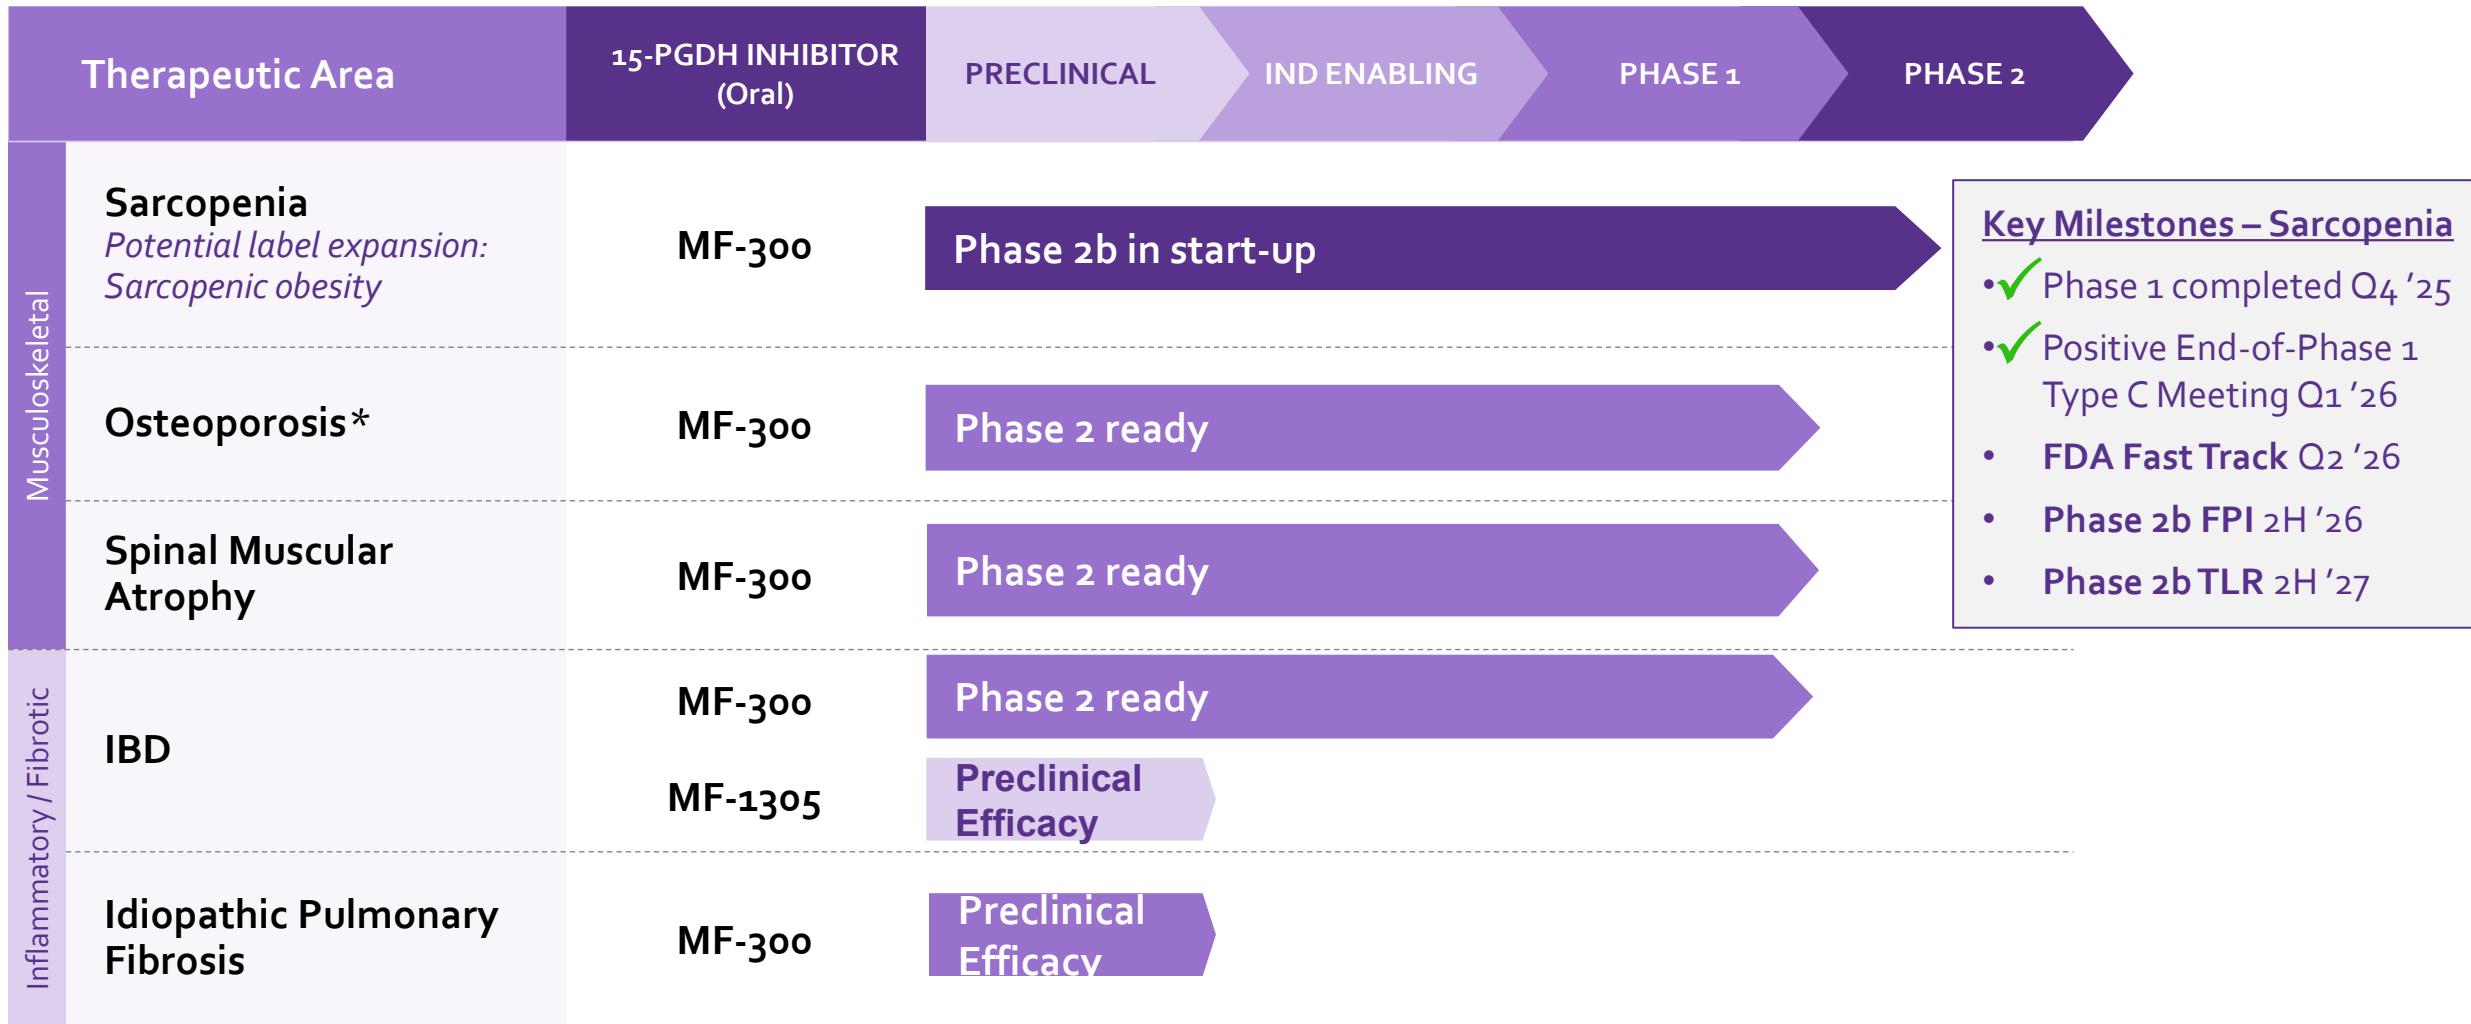 Therapeutic Area
15-PGDH INHIBITOR
(Oral)
PRECLINICAL
IND ENABLING
PHASE 1
PHASE 2
Musculoskeletal
Sarcopenia
Potential label expansion:
Sarcopenic obesity
MF-300
Phase 2b in start-up
Key Milestones – Sarcopenia
•✓ Phase 1 completed Q4 ’25
•✓ Positive End-of-Phase 1
Type C Meeting Q1 ’26
• FDA Fast Track Q2 ’26
• Phase 2b FPI 2H ’26
• Phase 2b TLR 2H ’27
Osteoporosis*
MF-300
Phase 2 ready
Spinal Muscular
Atrophy
MF-300
Phase 2 ready
Inflammatory / Fibrotic
IBD
MF-300
Phase 2 ready
MF-1305
Preclinical
Efficacy
Idiopathic Pulmonary
Fibrosis
MF-300
Preclinical
Efficacy